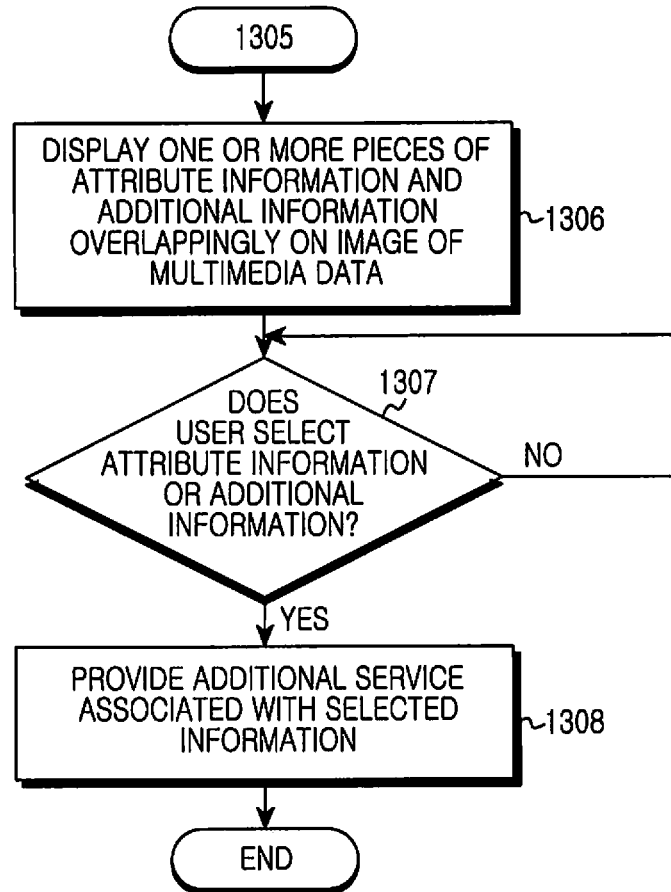 1305
DISPLAY ONE OR MORE PIECES OF
ATTRIBUTE INFORMATION AND
ADDITIONAL INFORMATION
OVERLAPPINGLY ON IMAGE OF
MULTIMEDIA DATA
1306
1307
DOES
USER SELECT
ATTRIBUTE INFORMATION
OR ADDITIONAL
INFORMATION?
NO
YES
PROVIDE ADDITIONAL SERVICE
ASSOCIATED WITH SELECTED
INFORMATION
1308
END